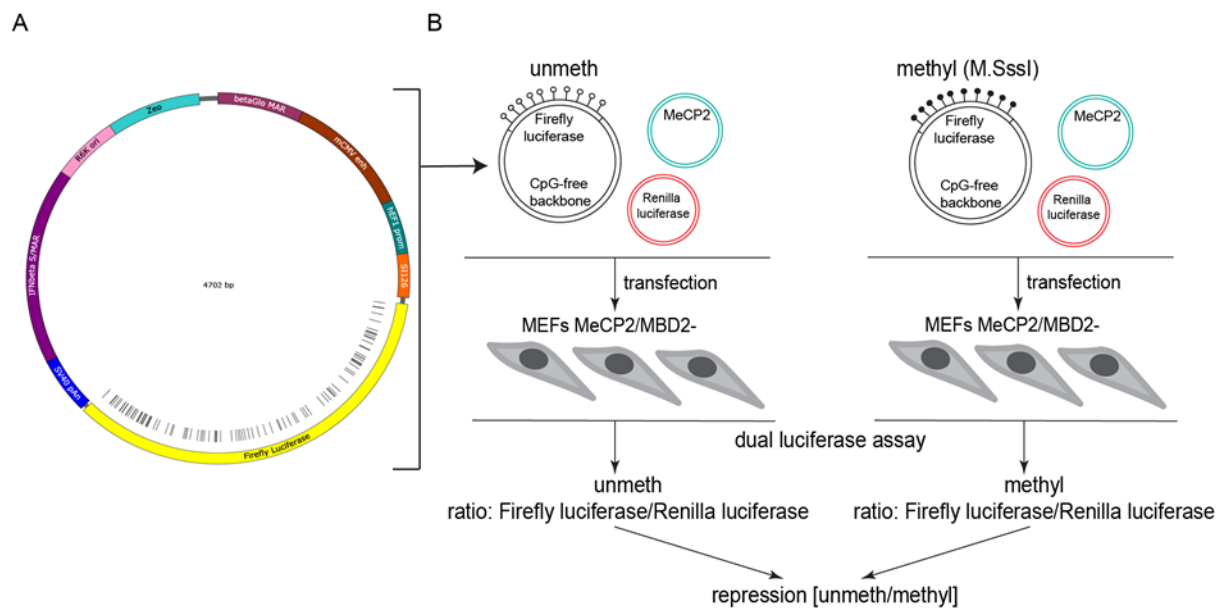 A
B
betaGlo MAR
mCMV enh
hEF1 prom
SI126
Firefly Luciferase
SV40 pAn
IFNbeta S/MAR
R6K ori
Zeo
4702 bp
unmeth
Firefly
luciferase
CpG-free
backbone
MeCP2
Renilla
luciferase
transfection
MEFs MeCP2/MBD2-
methyl (M.SssI)
Firefly
luciferase
CpG-free
backbone
MeCP2
Renilla
luciferase
transfection
MEFs MeCP2/MBD2-
dual luciferase assay
unmeth
ratio: Firefly luciferase/Renilla luciferase
methyl
ratio: Firefly luciferase/Renilla luciferase
repression [unmeth/methyl]